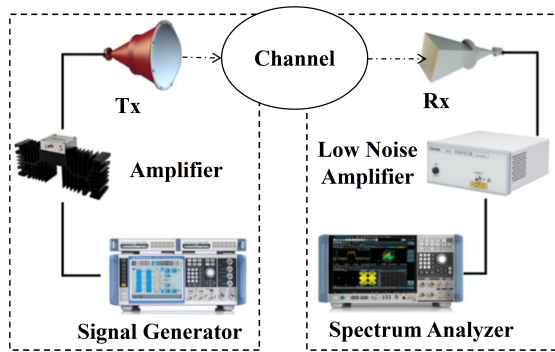 Channel
Tx
Rx
Amplifier
Low Noise
Amplifier
Signal Generator
Spectrum Analyzer